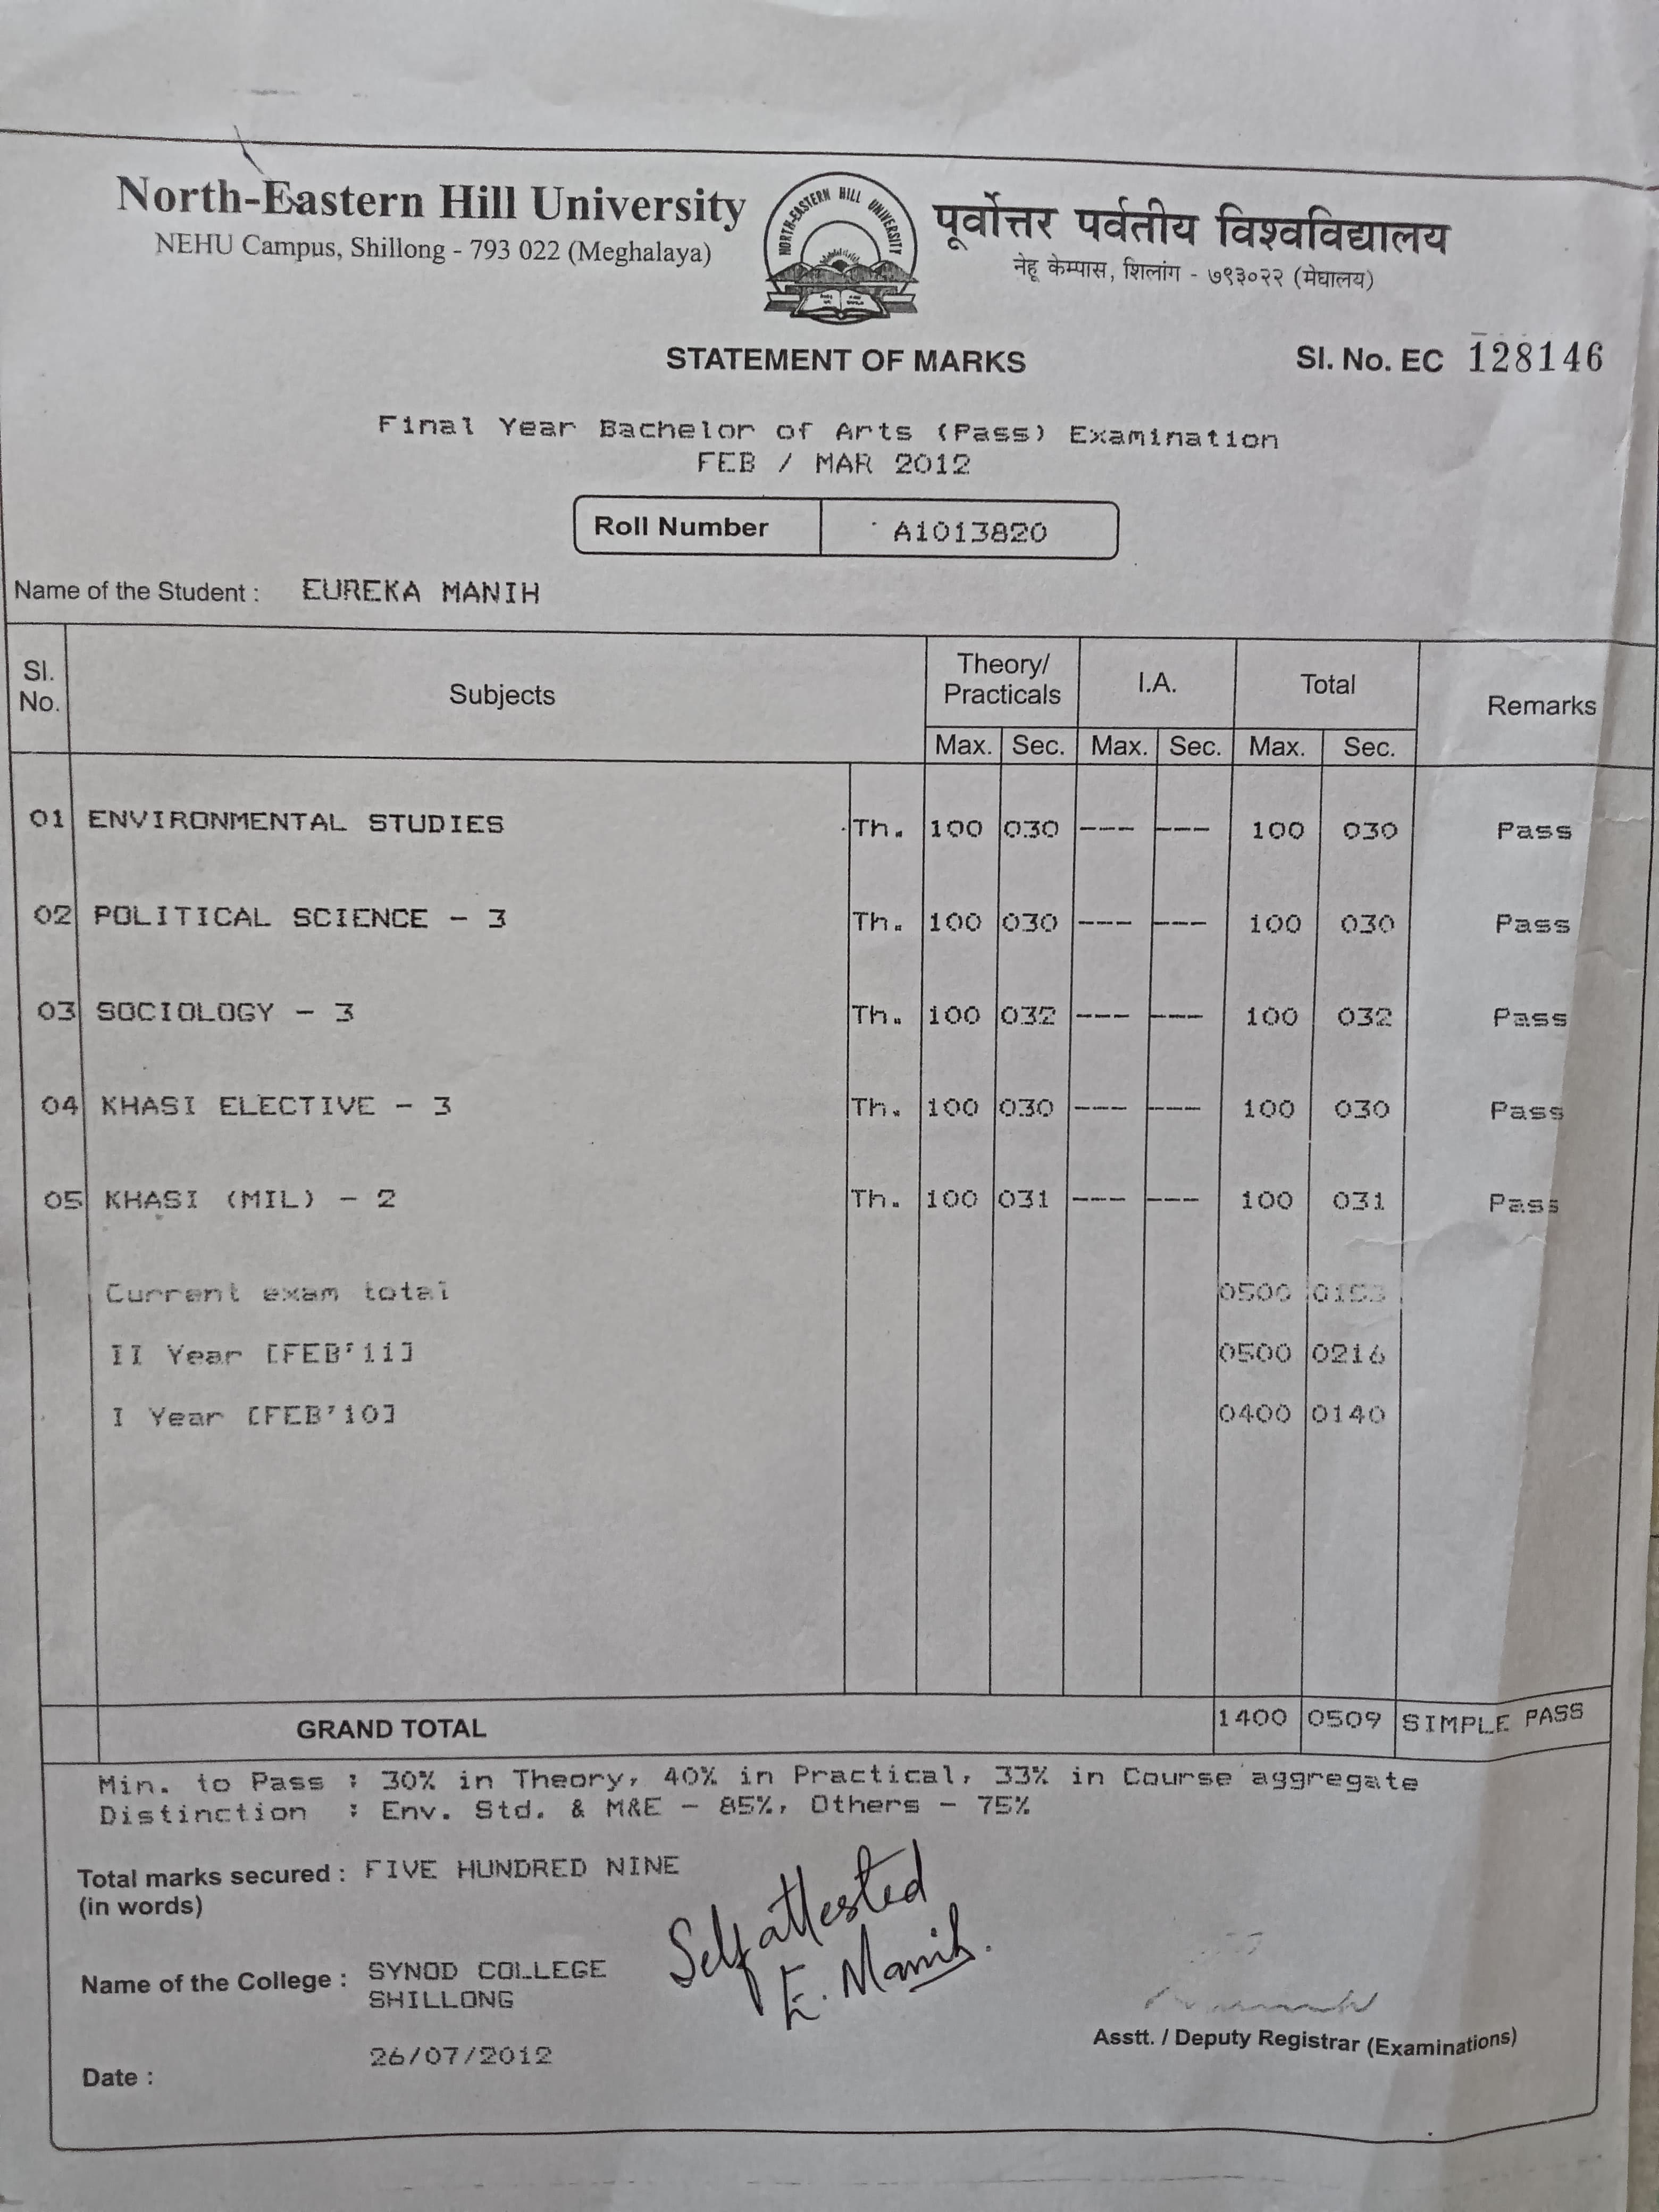 North-Eastern Hill University
NEHU Campus, Shillong - 793 022 (Meghalaya)
NORTH-EASTERN HILL UNIVERSITY
पूर्वोत्तर पर्वतीय विश्वविद्यालय
नेहू केम्पास, शिलांग - ७९३०२२ (मेघालय)
STATEMENT OF MARKS
Sl. No. EC 128146
Final Year Bachelor of Arts (Pass) Examination
FEB / MAR 2012
Roll Number A1013820
Name of the Student : EUREKA MANIH
Sl. No. Subjects Theory/ Practicals I.A. Total Remarks
Max. Sec. Max. Sec. Max. Sec.
01 ENVIRONMENTAL STUDIES Th. 100 030 --- --- 100 030 Pass
02 POLITICAL SCIENCE - 3 Th. 100 030 --- --- 100 030 Pass
03 SOCIOLOGY - 3 Th. 100 032 --- --- 100 032 Pass
04 KHASI ELECTIVE - 3 Th. 100 030 --- --- 100 030 Pass
05 KHASI (MIL) - 2 Th. 100 031 --- --- 100 031 Pass
Current exam total 0500 0153
II Year [FEB'11] 0500 0216
I Year [FEB'10] 0400 0140
GRAND TOTAL 1400 0509 SIMPLE PASS
Min. to Pass : 30% in Theory, 40% in Practical, 33% in Course aggregate
Distinction : Env. Std. & M&E - 85%, Others - 75%
Total marks secured : FIVE HUNDRED NINE
(in words)
Self attested
E. Manih.
Name of the College : SYNOD COLLEGE
SHILLONG
Asstt. / Deputy Registrar (Examinations)
Date : 26/07/2012